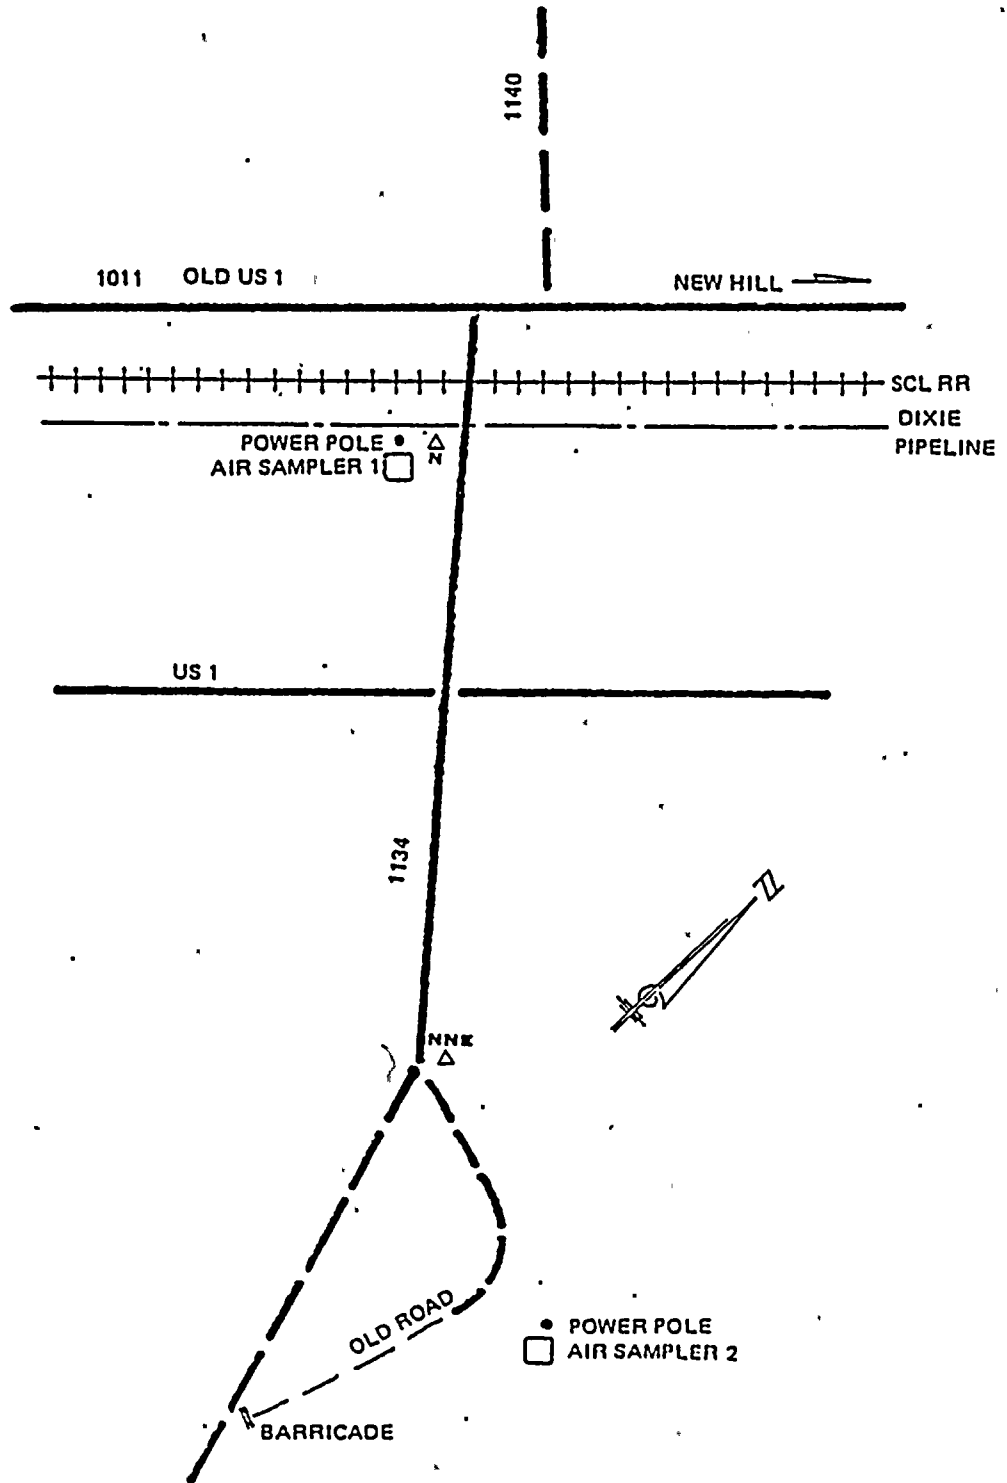 1140
1011 OLD US 1
NEW HILL
SCL RR
DIXIE
PIPELINE
POWER POLE
N
AIR SAMPLER 1
US 1
1134
N
NNE
OLD ROAD
POWER POLE
AIR SAMPLER 2
BARRICADE